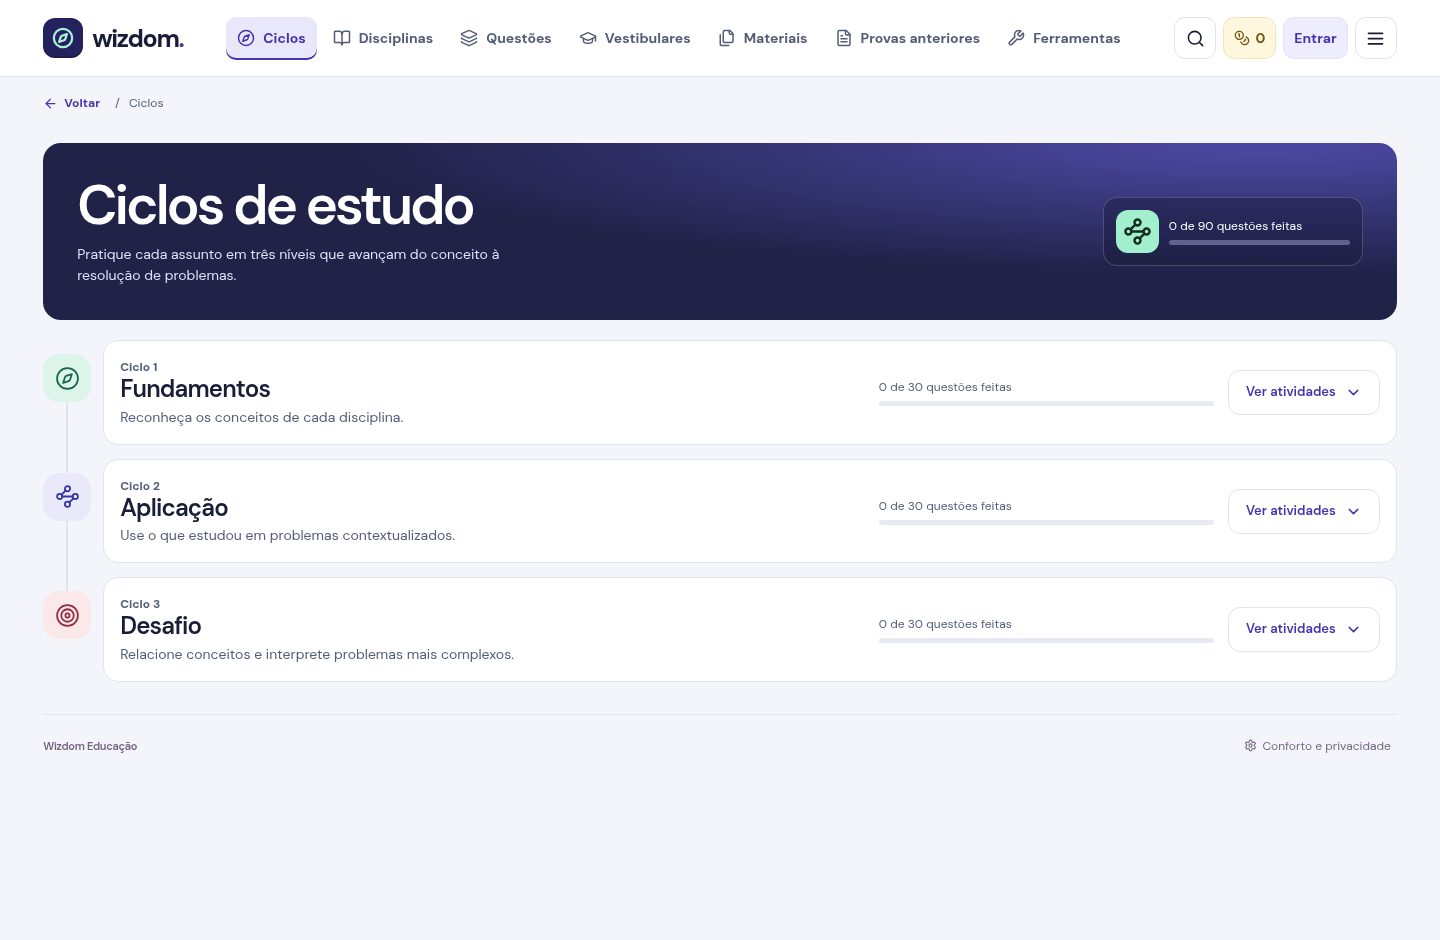 wizdom.
Ciclos
Disciplinas
Questões
Vestibulares
Materiais
Provas anteriores
Ferramentas
0
Entrar
Voltar / Ciclos
Ciclos de estudo
Pratique cada assunto em três níveis que avançam do conceito à
resolução de problemas.
0 de 90 questões feitas
Ciclo 1
Fundamentos
Reconheça os conceitos de cada disciplina.
0 de 30 questões feitas
Ver atividades
Ciclo 2
Aplicação
Use o que estudou em problemas contextualizados.
0 de 30 questões feitas
Ver atividades
Ciclo 3
Desafio
Relacione conceitos e interprete problemas mais complexos.
0 de 30 questões feitas
Ver atividades
Wizdom Educação
Conforto e privacidade